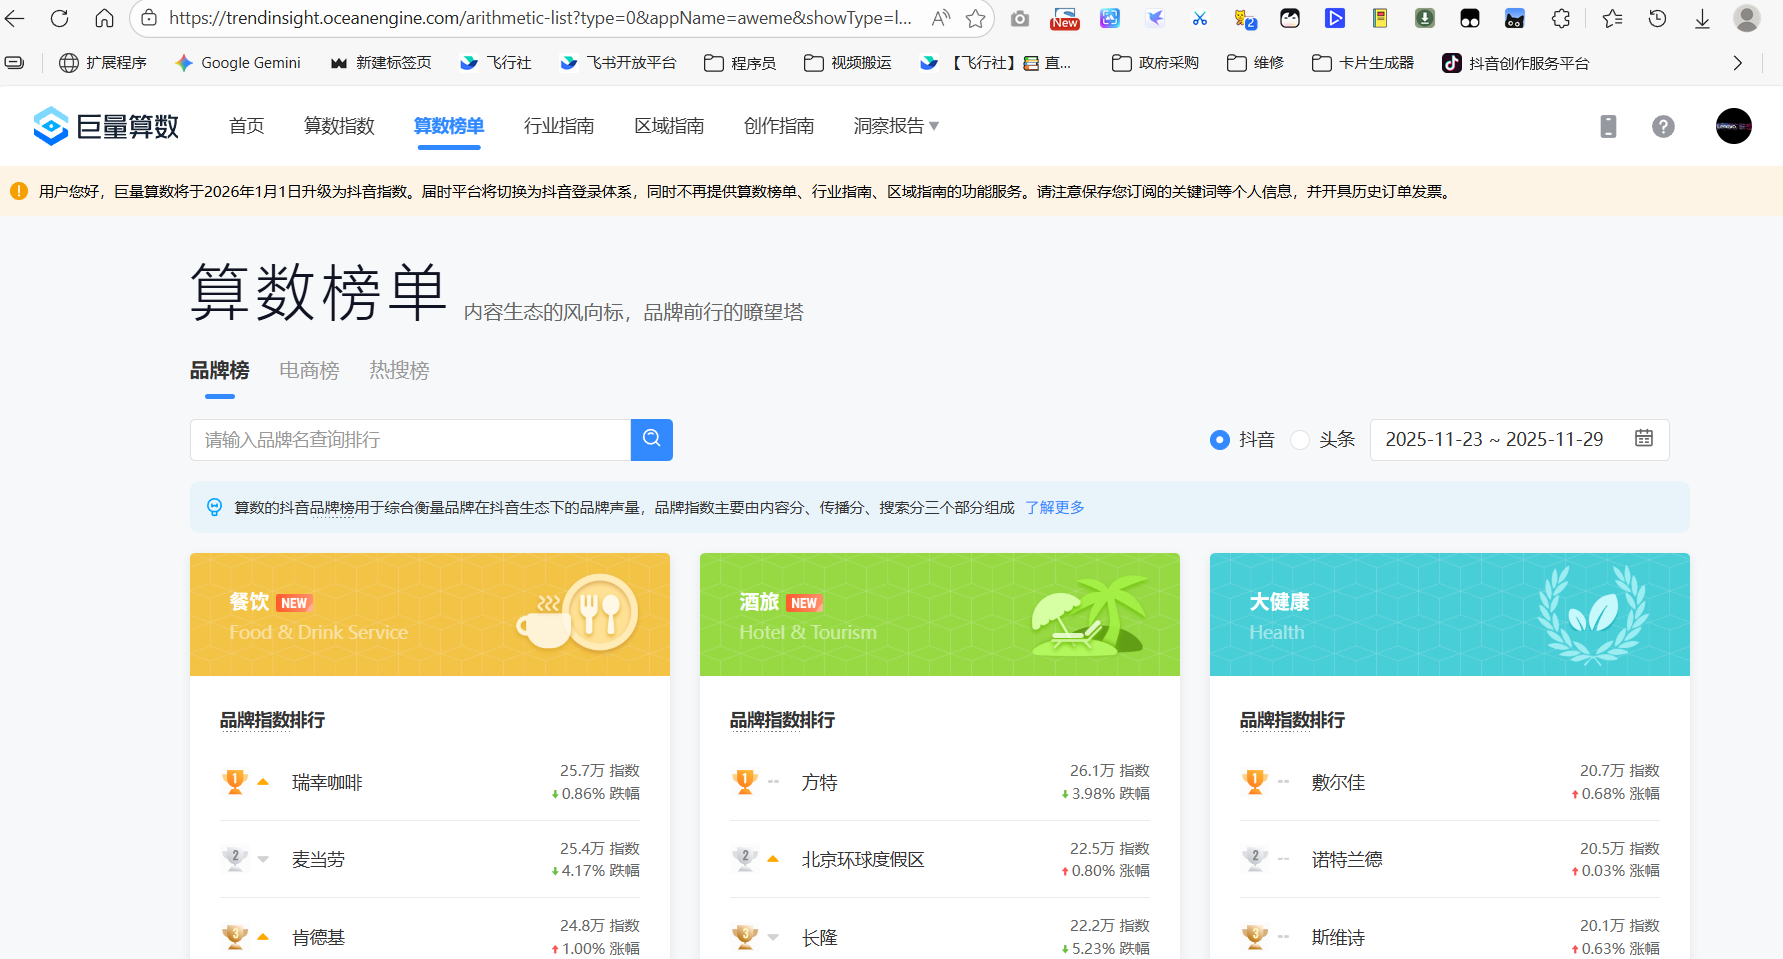 https://trendinsight.oceanengine.com/arithmetic-list?type=0&appName=aweme&showType=l...
New
2
扩展程序
Google Gemini
新建标签页
飞行社
飞书开放平台
程序员
视频搬运
【飞行社】 直...
政府采购
维修
卡片生成器
抖音创作服务平台
巨量算数
首页
算数指数
算数榜单
行业指南
区域指南
创作指南
洞察报告
用户您好，巨量算数将于2026年1月1日升级为抖音指数。届时平台将切换为抖音登录体系，同时不再提供算数榜单、行业指南、区域指南的功能服务。请注意保存您订阅的关键词等个人信息，并开具历史订单发票。
算数榜单
内容生态的风向标，品牌前行的瞭望塔
品牌榜
电商榜
热搜榜
请输入品牌名查询排行
抖音
头条
2025-11-23 ~ 2025-11-29
算数的抖音品牌榜用于综合衡量品牌在抖音生态下的品牌声量，品牌指数主要由内容分、传播分、搜索分三个部分组成 了解更多
餐饮 NEW
Food & Drink Service
品牌指数排行
1 瑞幸咖啡
25.7万 指数
0.86% 跌幅
2 麦当劳
25.4万 指数
4.17% 跌幅
3 肯德基
24.8万 指数
1.00% 涨幅
酒旅 NEW
Hotel & Tourism
品牌指数排行
1 -- 方特
26.1万 指数
3.98% 跌幅
2 北京环球度假区
22.5万 指数
0.80% 涨幅
3 长隆
22.2万 指数
5.23% 跌幅
大健康
Health
品牌指数排行
1 -- 敷尔佳
20.7万 指数
0.68% 涨幅
2 -- 诺特兰德
20.5万 指数
0.03% 涨幅
3 -- 斯维诗
20.1万 指数
0.63% 涨幅